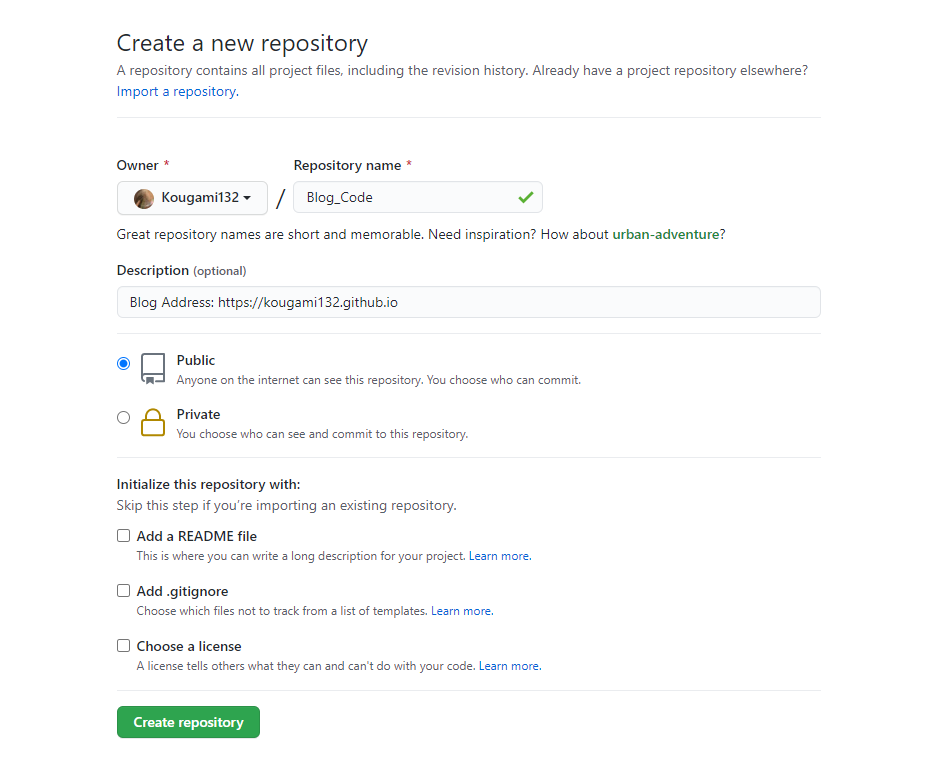 Create a new repository
A repository contains all project files, including the revision history. Already have a project repository elsewhere?
Import a repository.
Owner *
Repository name *
Kougami132
/
Blog_Code
Great repository names are short and memorable. Need inspiration? How about urban-adventure?
Description (optional)
Blog Address: https://kougami132.github.io
Public
Anyone on the internet can see this repository. You choose who can commit.
Private
You choose who can see and commit to this repository.
Initialize this repository with:
Skip this step if you're importing an existing repository.
Add a README file
This is where you can write a long description for your project. Learn more.
Add .gitignore
Choose which files not to track from a list of templates. Learn more.
Choose a license
A license tells others what they can and can't do with your code. Learn more.
Create repository